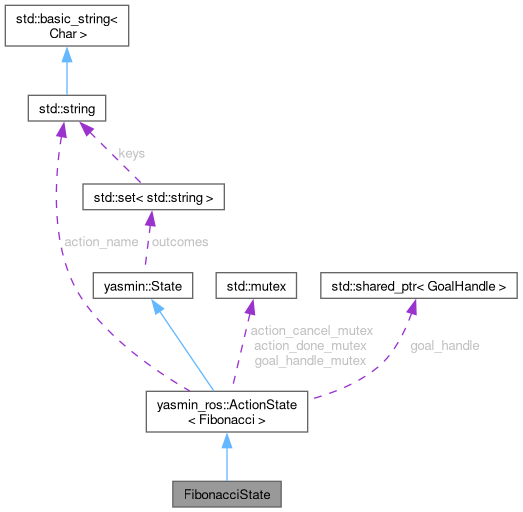 std::basic_string<
Char >
std::string
keys
std::set< std::string >
action_name
outcomes
yasmin::State
std::mutex
std::shared_ptr< GoalHandle >
action_cancel_mutex
action_done_mutex
goal_handle_mutex
goal_handle
yasmin_ros::ActionState
< Fibonacci >
FibonacciState